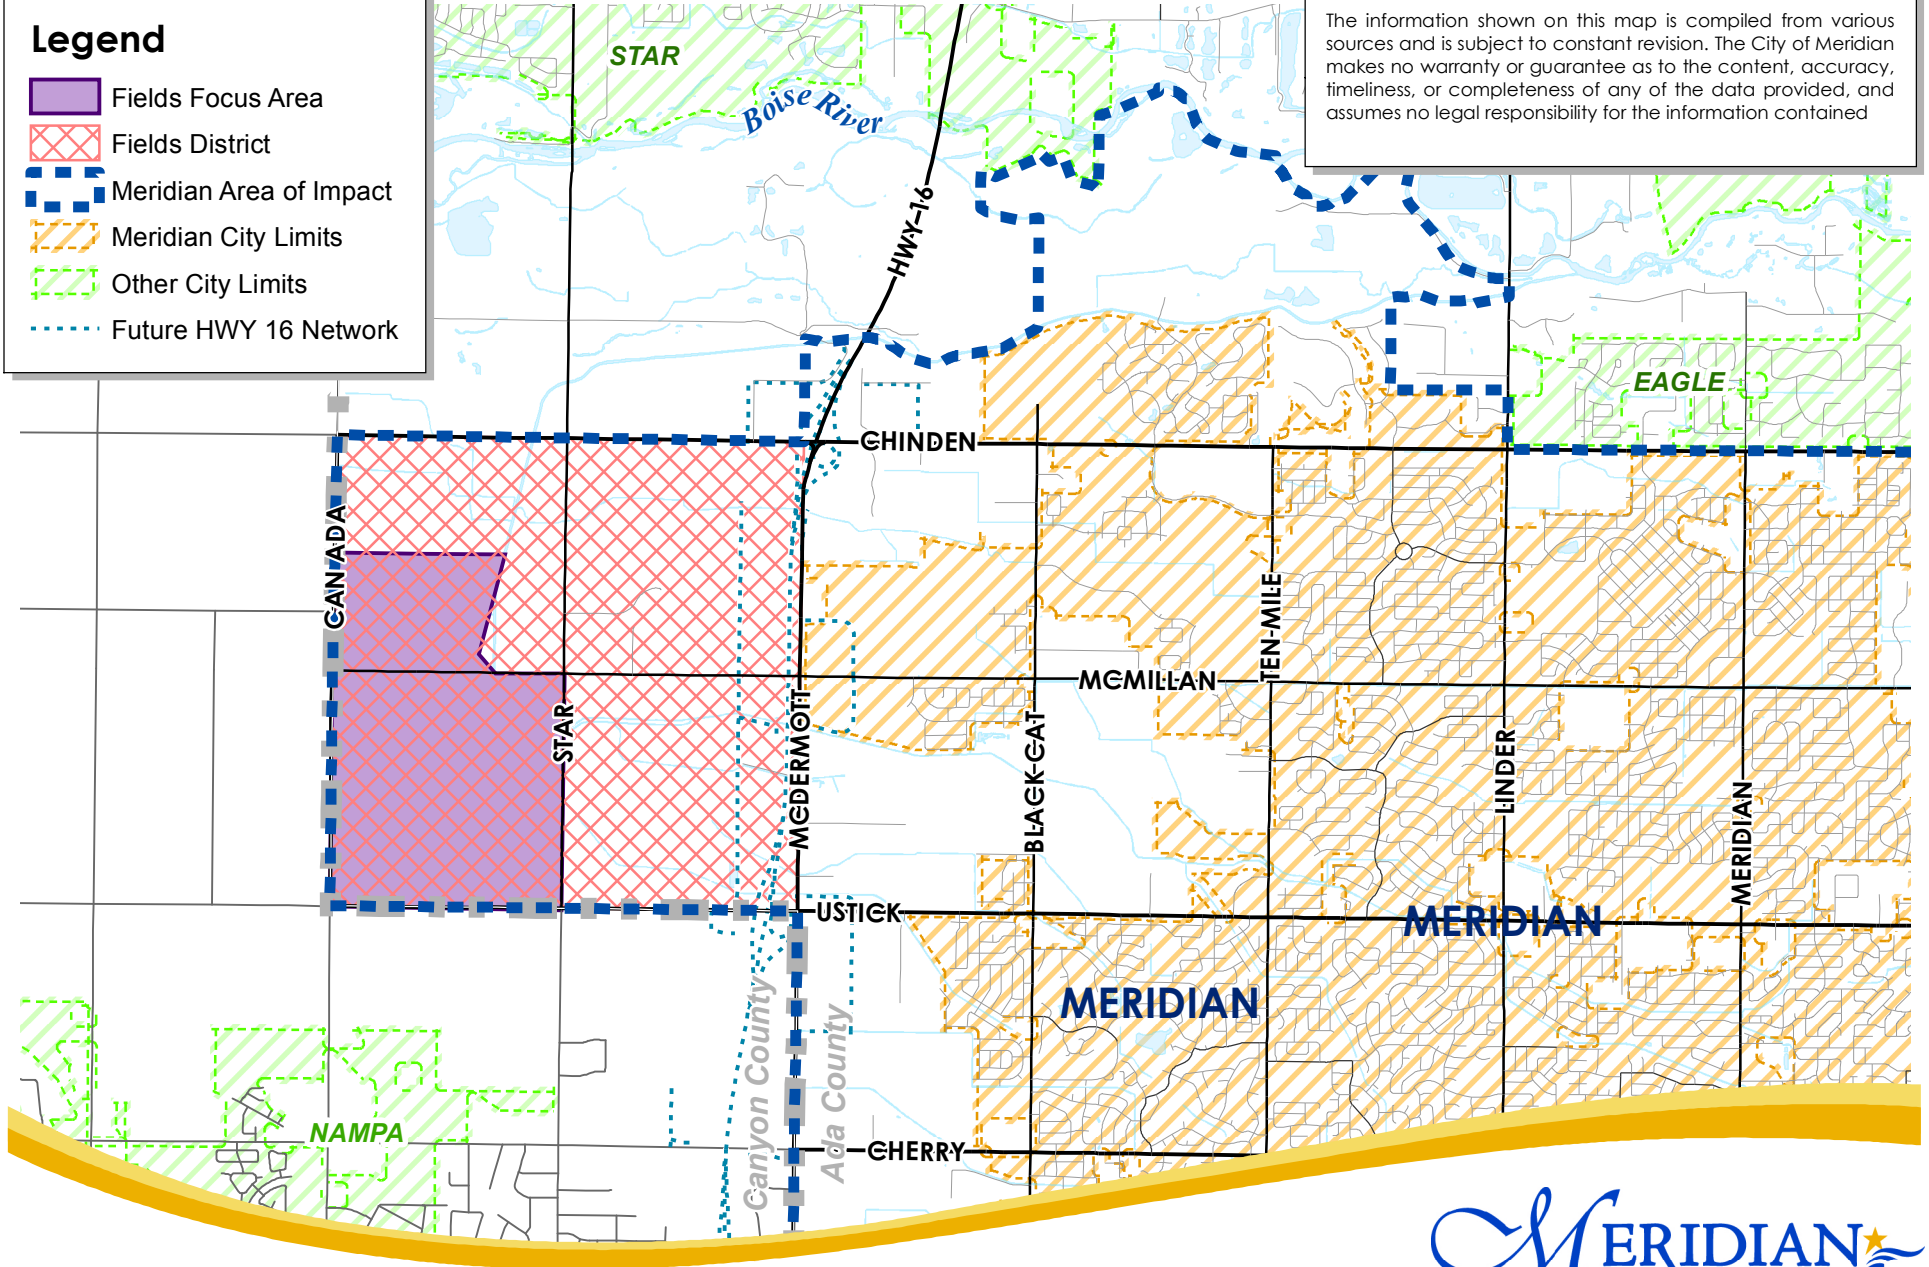 Legend
Fields Focus Area
Fields District
Meridian Area of Impact
Meridian City Limits
Other City Limits
Future HWY 16 Network
The information shown on this map is compiled from various
sources and is subject to constant revision. The City of Meridian
makes no warranty or guarantee as to the content, accuracy,
timeliness, or completeness of any of the data provided, and
assumes no legal responsibility for the information contained
STAR
Boise River
HWY-16
EAGLE
CHINDEN
CAN ADA
TEN-MILE
MCMILLAN
STAR
MCDERMOTT
BLACK-CAT
LINDER
MERIDIAN
USTICK
MERIDIAN
MERIDIAN
Canyon County
Ada County
NAMPA
CHERRY
MERIDIAN